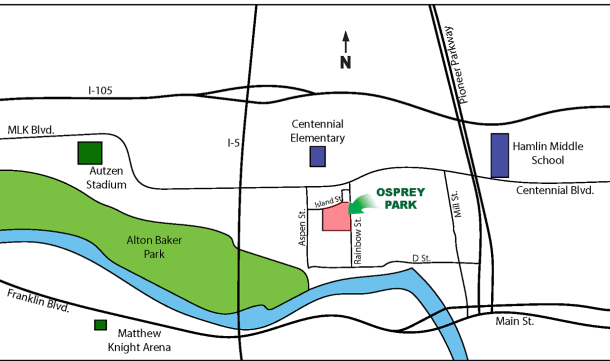 Pioneer Parkway
N
I-105
MLK Blvd.
I-5
Centennial
Elementary
Hamlin Middle
School
Autzen
Stadium
Centennial Blvd.
OSPREY
PARK
Island St.
Mill St.
Aspen St.
Rainbow St.
Alton Baker
Park
D St.
Franklin Blvd.
Main St.
Matthew
Knight Arena